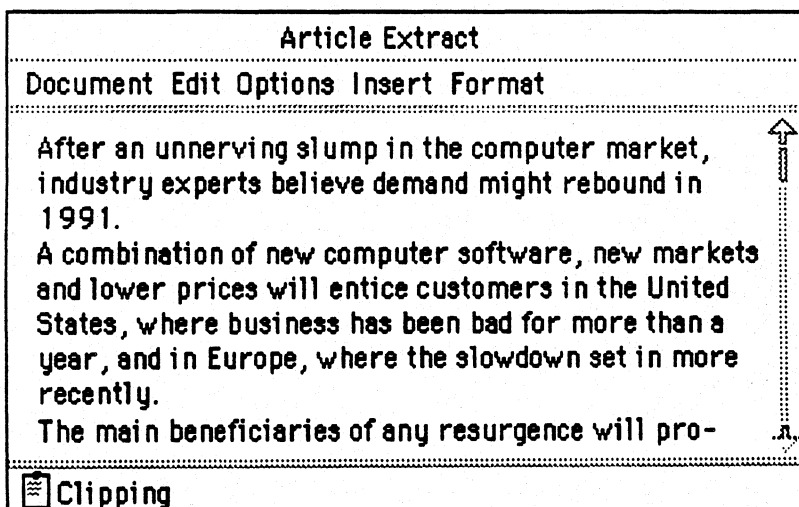 Article Extract
Document Edit Options Insert Format
After an unnerving slump in the computer market,
industry experts believe demand might rebound in
1991.
A combination of new computer software, new markets
and lower prices will entice customers in the United
States, where business has been bad for more than a
year, and in Europe, where the slowdown set in more
recently.
The main beneficiaries of any resurgence will pro-
Clipping